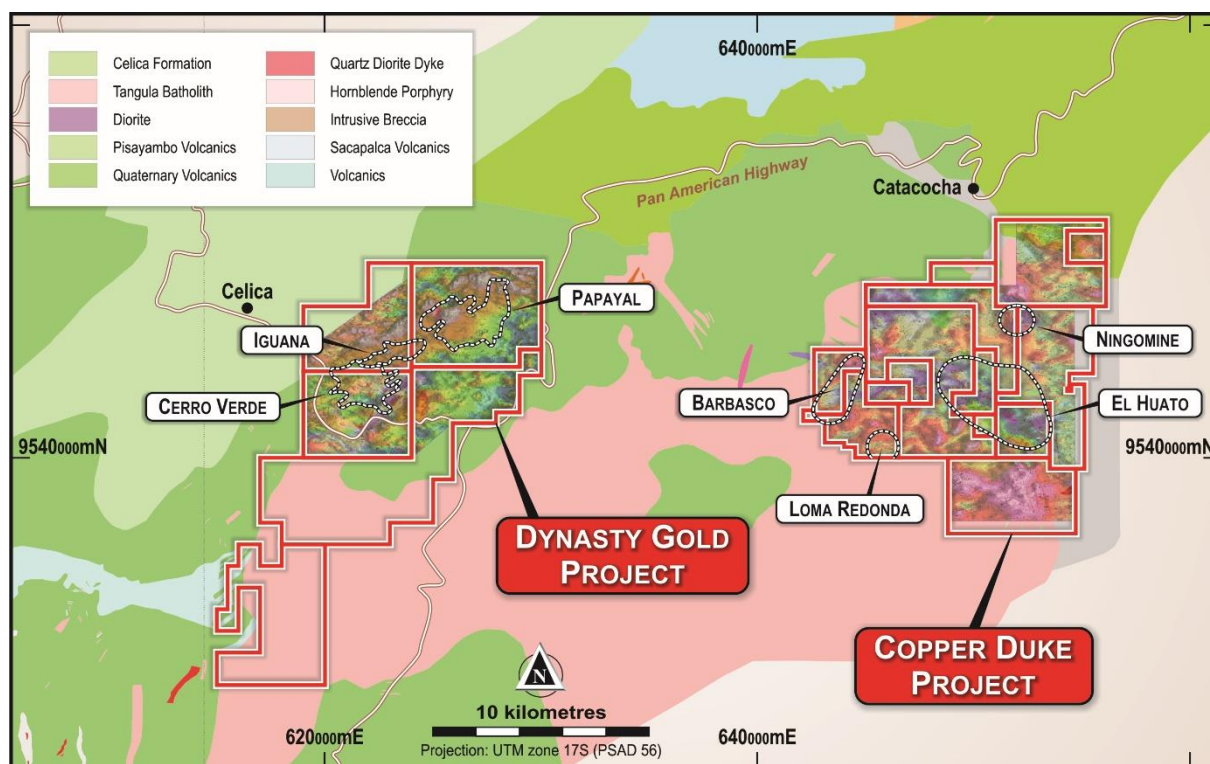 640000mE
Celica Formation
Tangula Batholith
Diorite
Pisayambo Volcanics
Quaternary Volcanics
Quartz Diorite Dyke
Hornblende Porphyry
Intrusive Breccia
Sacapalca Volcanics
Volcanics
Pan American Highway
Catacocha
Celica
PAPAYAL
IGUANA
NINGOMINE
CERRO VERDE
BARBASCO
EL HUATO
9540000mN
9540000mN
LOMA REDONDA
DYNASTY GOLD
PROJECT
COPPER DUKE
PROJECT
N
10 kilometres
620000mE
640000mE
Projection: UTM zone 17S (PSAD 56)